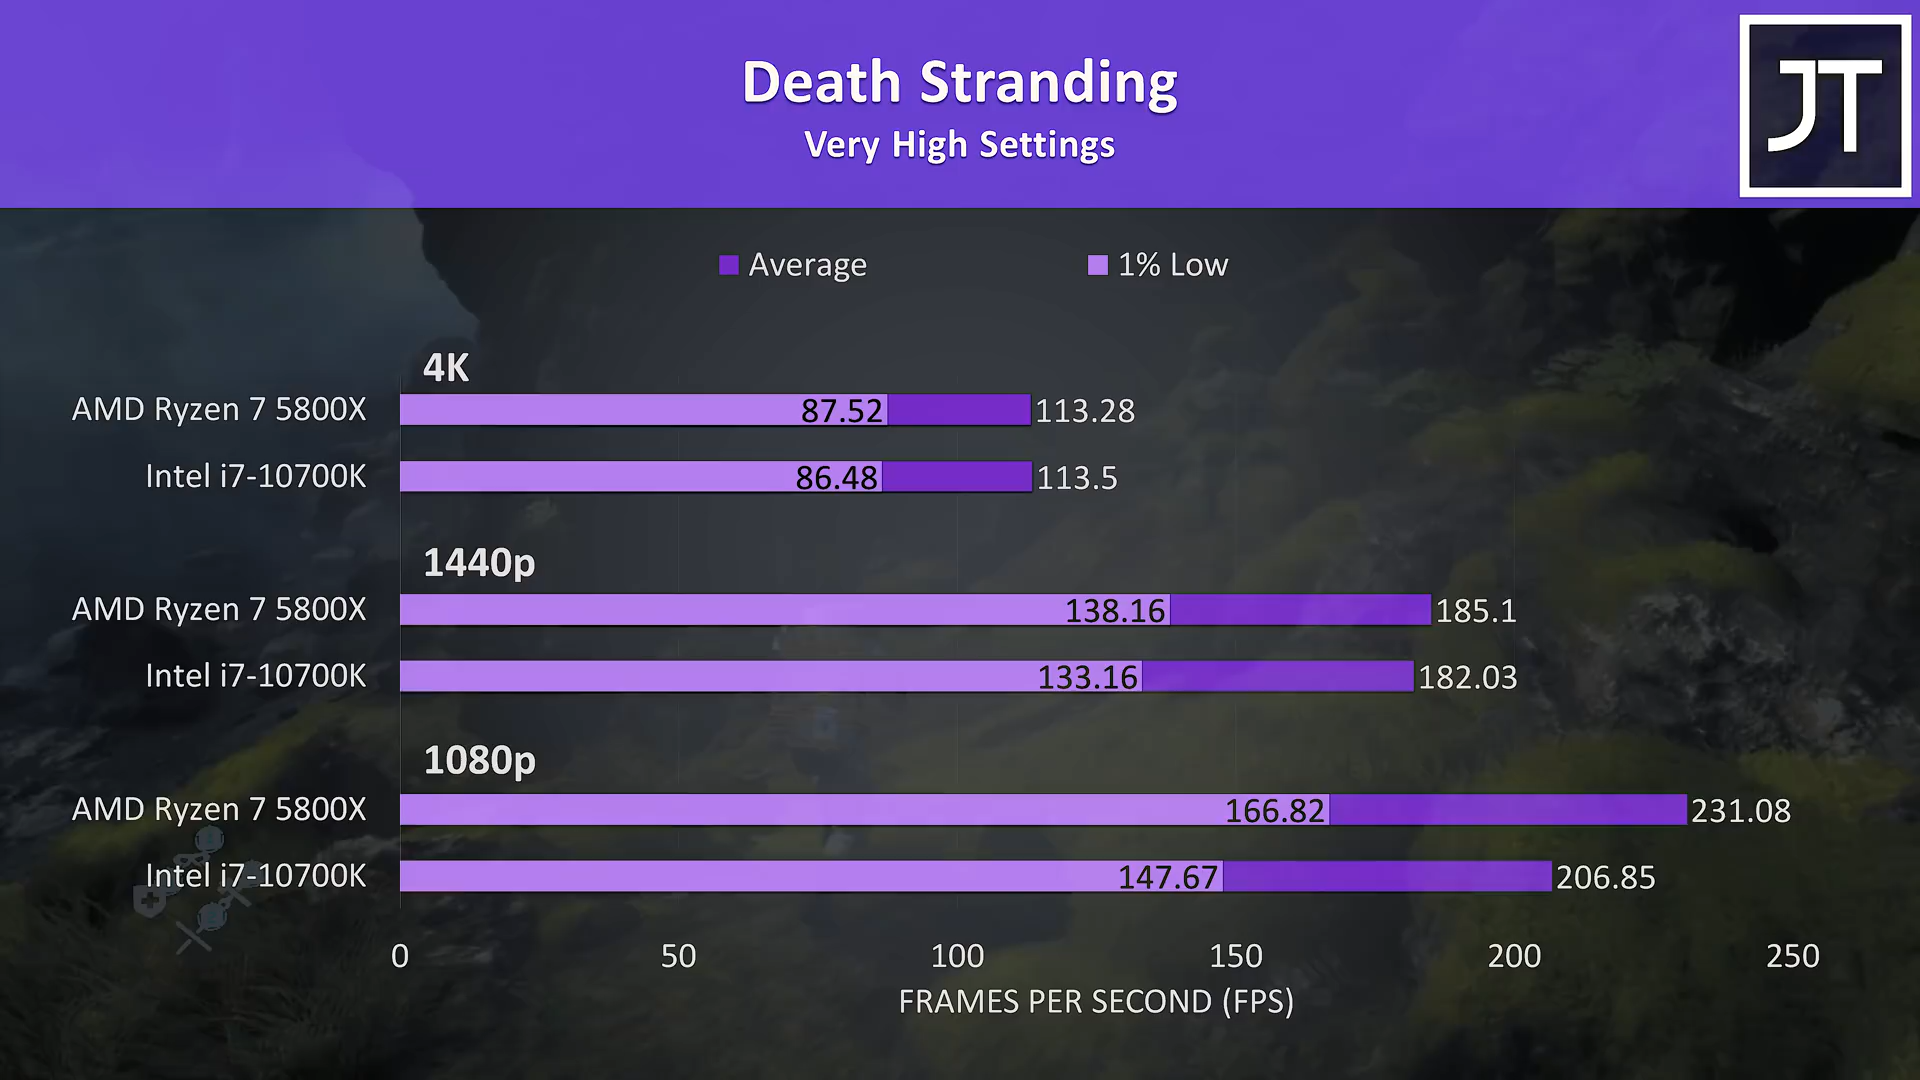 Death Stranding
Very High Settings
JT
Average 1% Low
4K
AMD Ryzen 7 5800X 87.52 113.28
Intel i7-10700K 86.48 113.5
1440p
AMD Ryzen 7 5800X 138.16 185.1
Intel i7-10700K 133.16 182.03
1080p
AMD Ryzen 7 5800X 166.82 231.08
Intel i7-10700K 147.67 206.85
0 50 100 150 200 250
FRAMES PER SECOND (FPS)